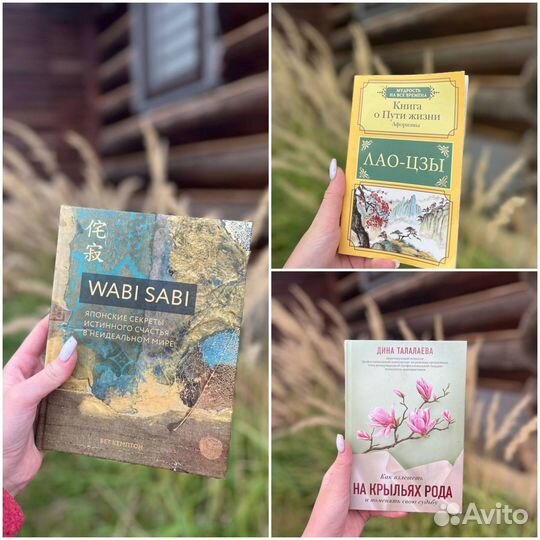 侘
寂
WABI SABI
ЯПОНСКИЕ СЕКРЕТЫ
ИСТИННОГО СЧАСТЬЯ
В НЕИДЕАЛЬНОМ МИРЕ
БЕТ КЕМПТОН
МУДРОСТЬ
НА ВСЕ ВРЕМЕНА
Книга
о Пути жизни
Афоризмы
ЛАО-ЦЗЫ
ДИНА ТАЛАЛАЕВА
Как взлететь
НА КРЫЛЬЯХ РОДА
и поменять свою судьбу
Avito